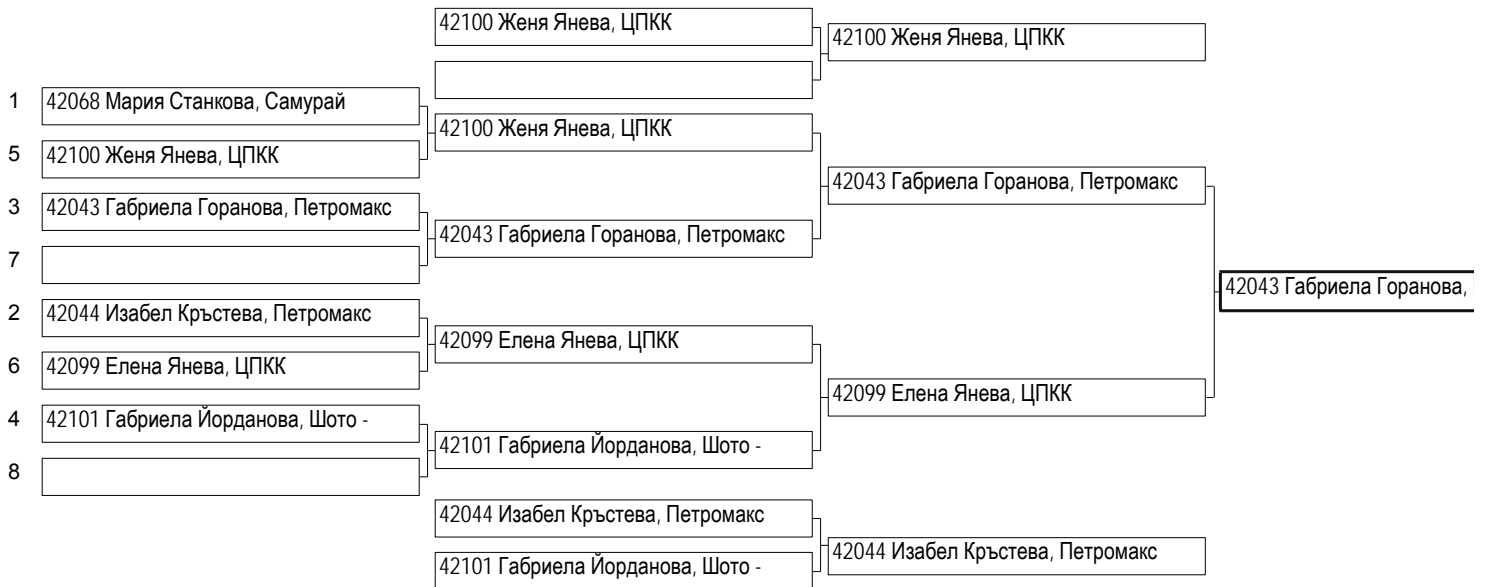 42100 Женя Янева, ЦПКК
42100 Женя Янева, ЦПКК
1 42068 Мария Станкова, Самурай
42100 Женя Янева, ЦПКК
5 42100 Женя Янева, ЦПКК
42043 Габриела Горанова, Петромакс
3 42043 Габриела Горанова, Петромакс
42043 Габриела Горанова, Петромакс
7
42043 Габриела Горанова,
2 42044 Изабел Кръстева, Петромакс
42099 Елена Янева, ЦПКК
6 42099 Елена Янева, ЦПКК
42099 Елена Янева, ЦПКК
4 42101 Габриела Йорданова, Шото -
42101 Габриела Йорданова, Шото -
8
42044 Изабел Кръстева, Петромакс
42044 Изабел Кръстева, Петромакс
42101 Габриела Йорданова, Шото -